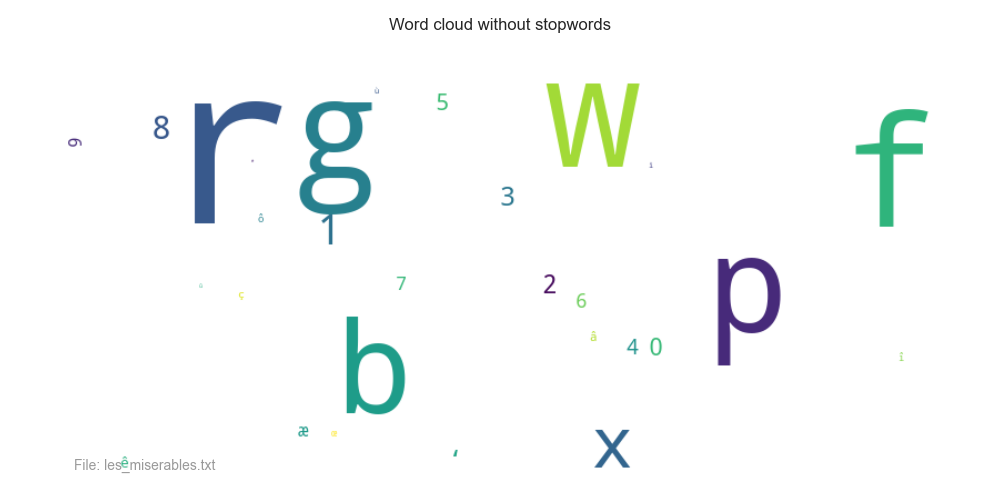 Word cloud without stopwords
r
g
w
f
5
8
9
3
ô
1
p
7
2
6
ç
â
4
0
î
b
æ
x
ê
File: les_miserables.txt